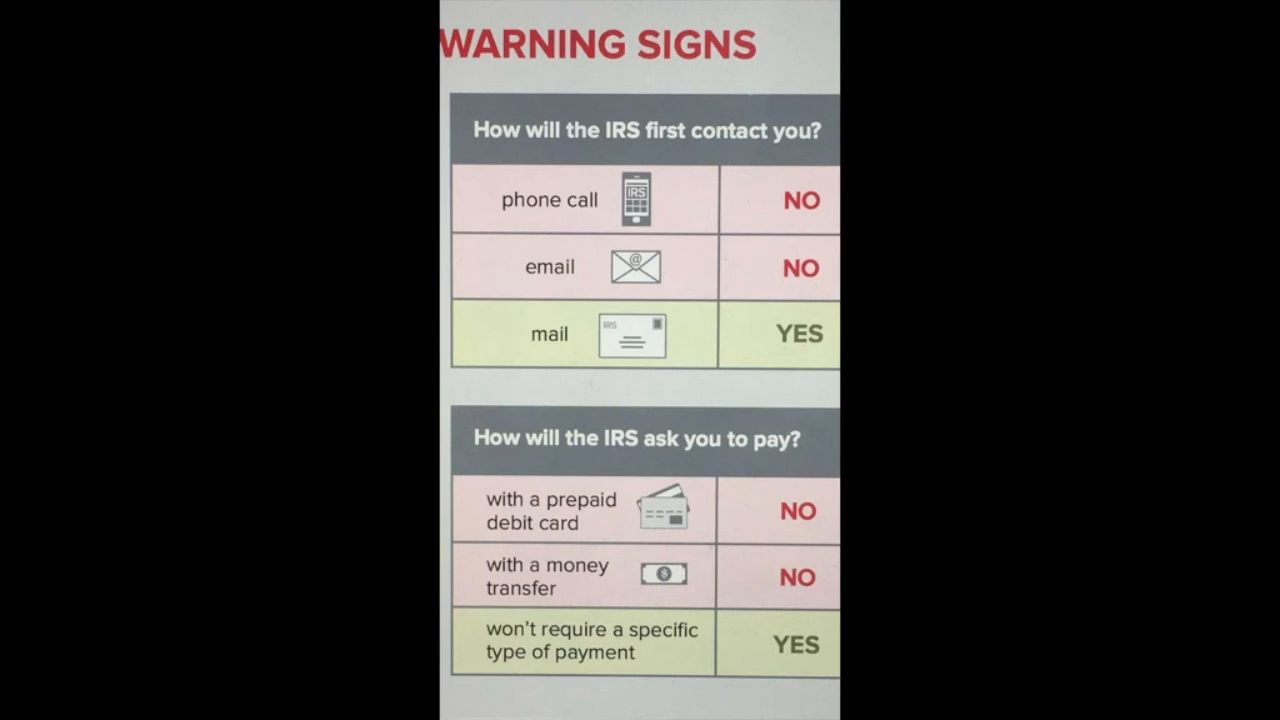 WARNING SIGNS
How will the IRS first contact you?
phone call
IRS
NO
email
@
NO
mail
IRS
YES
How will the IRS ask you to pay?
with a prepaid
debit card
NO
with a money
transfer
$
NO
won't require a specific
type of payment
YES